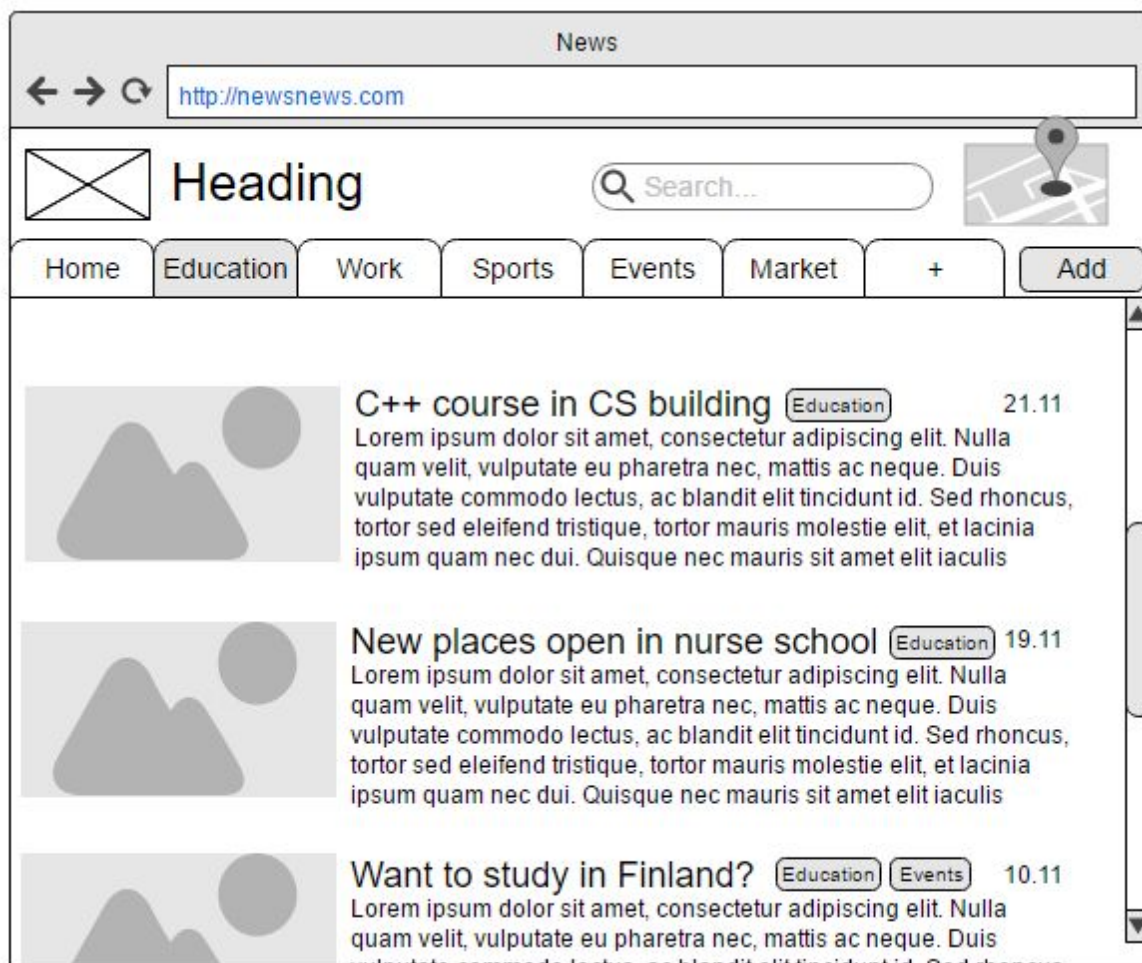 News
http://newsnews.com
Heading
Search...
Home Education Work Sports Events Market + Add
C++ course in CS building Education 21.11
Lorem ipsum dolor sit amet, consectetur adipiscing elit. Nulla
quam velit, vulputate eu pharetra nec, mattis ac neque. Duis
vulputate commodo lectus, ac blandit elit tincidunt id. Sed rhoncus,
tortor sed eleifend tristique, tortor mauris molestie elit, et lacinia
ipsum quam nec dui. Quisque nec mauris sit amet elit iaculis
New places open in nurse school Education 19.11
Lorem ipsum dolor sit amet, consectetur adipiscing elit. Nulla
quam velit, vulputate eu pharetra nec, mattis ac neque. Duis
vulputate commodo lectus, ac blandit elit tincidunt id. Sed rhoncus,
tortor sed eleifend tristique, tortor mauris molestie elit, et lacinia
ipsum quam nec dui. Quisque nec mauris sit amet elit iaculis
Want to study in Finland? Education Events 10.11
Lorem ipsum dolor sit amet, consectetur adipiscing elit. Nulla
quam velit, vulputate eu pharetra nec, mattis ac neque. Duis